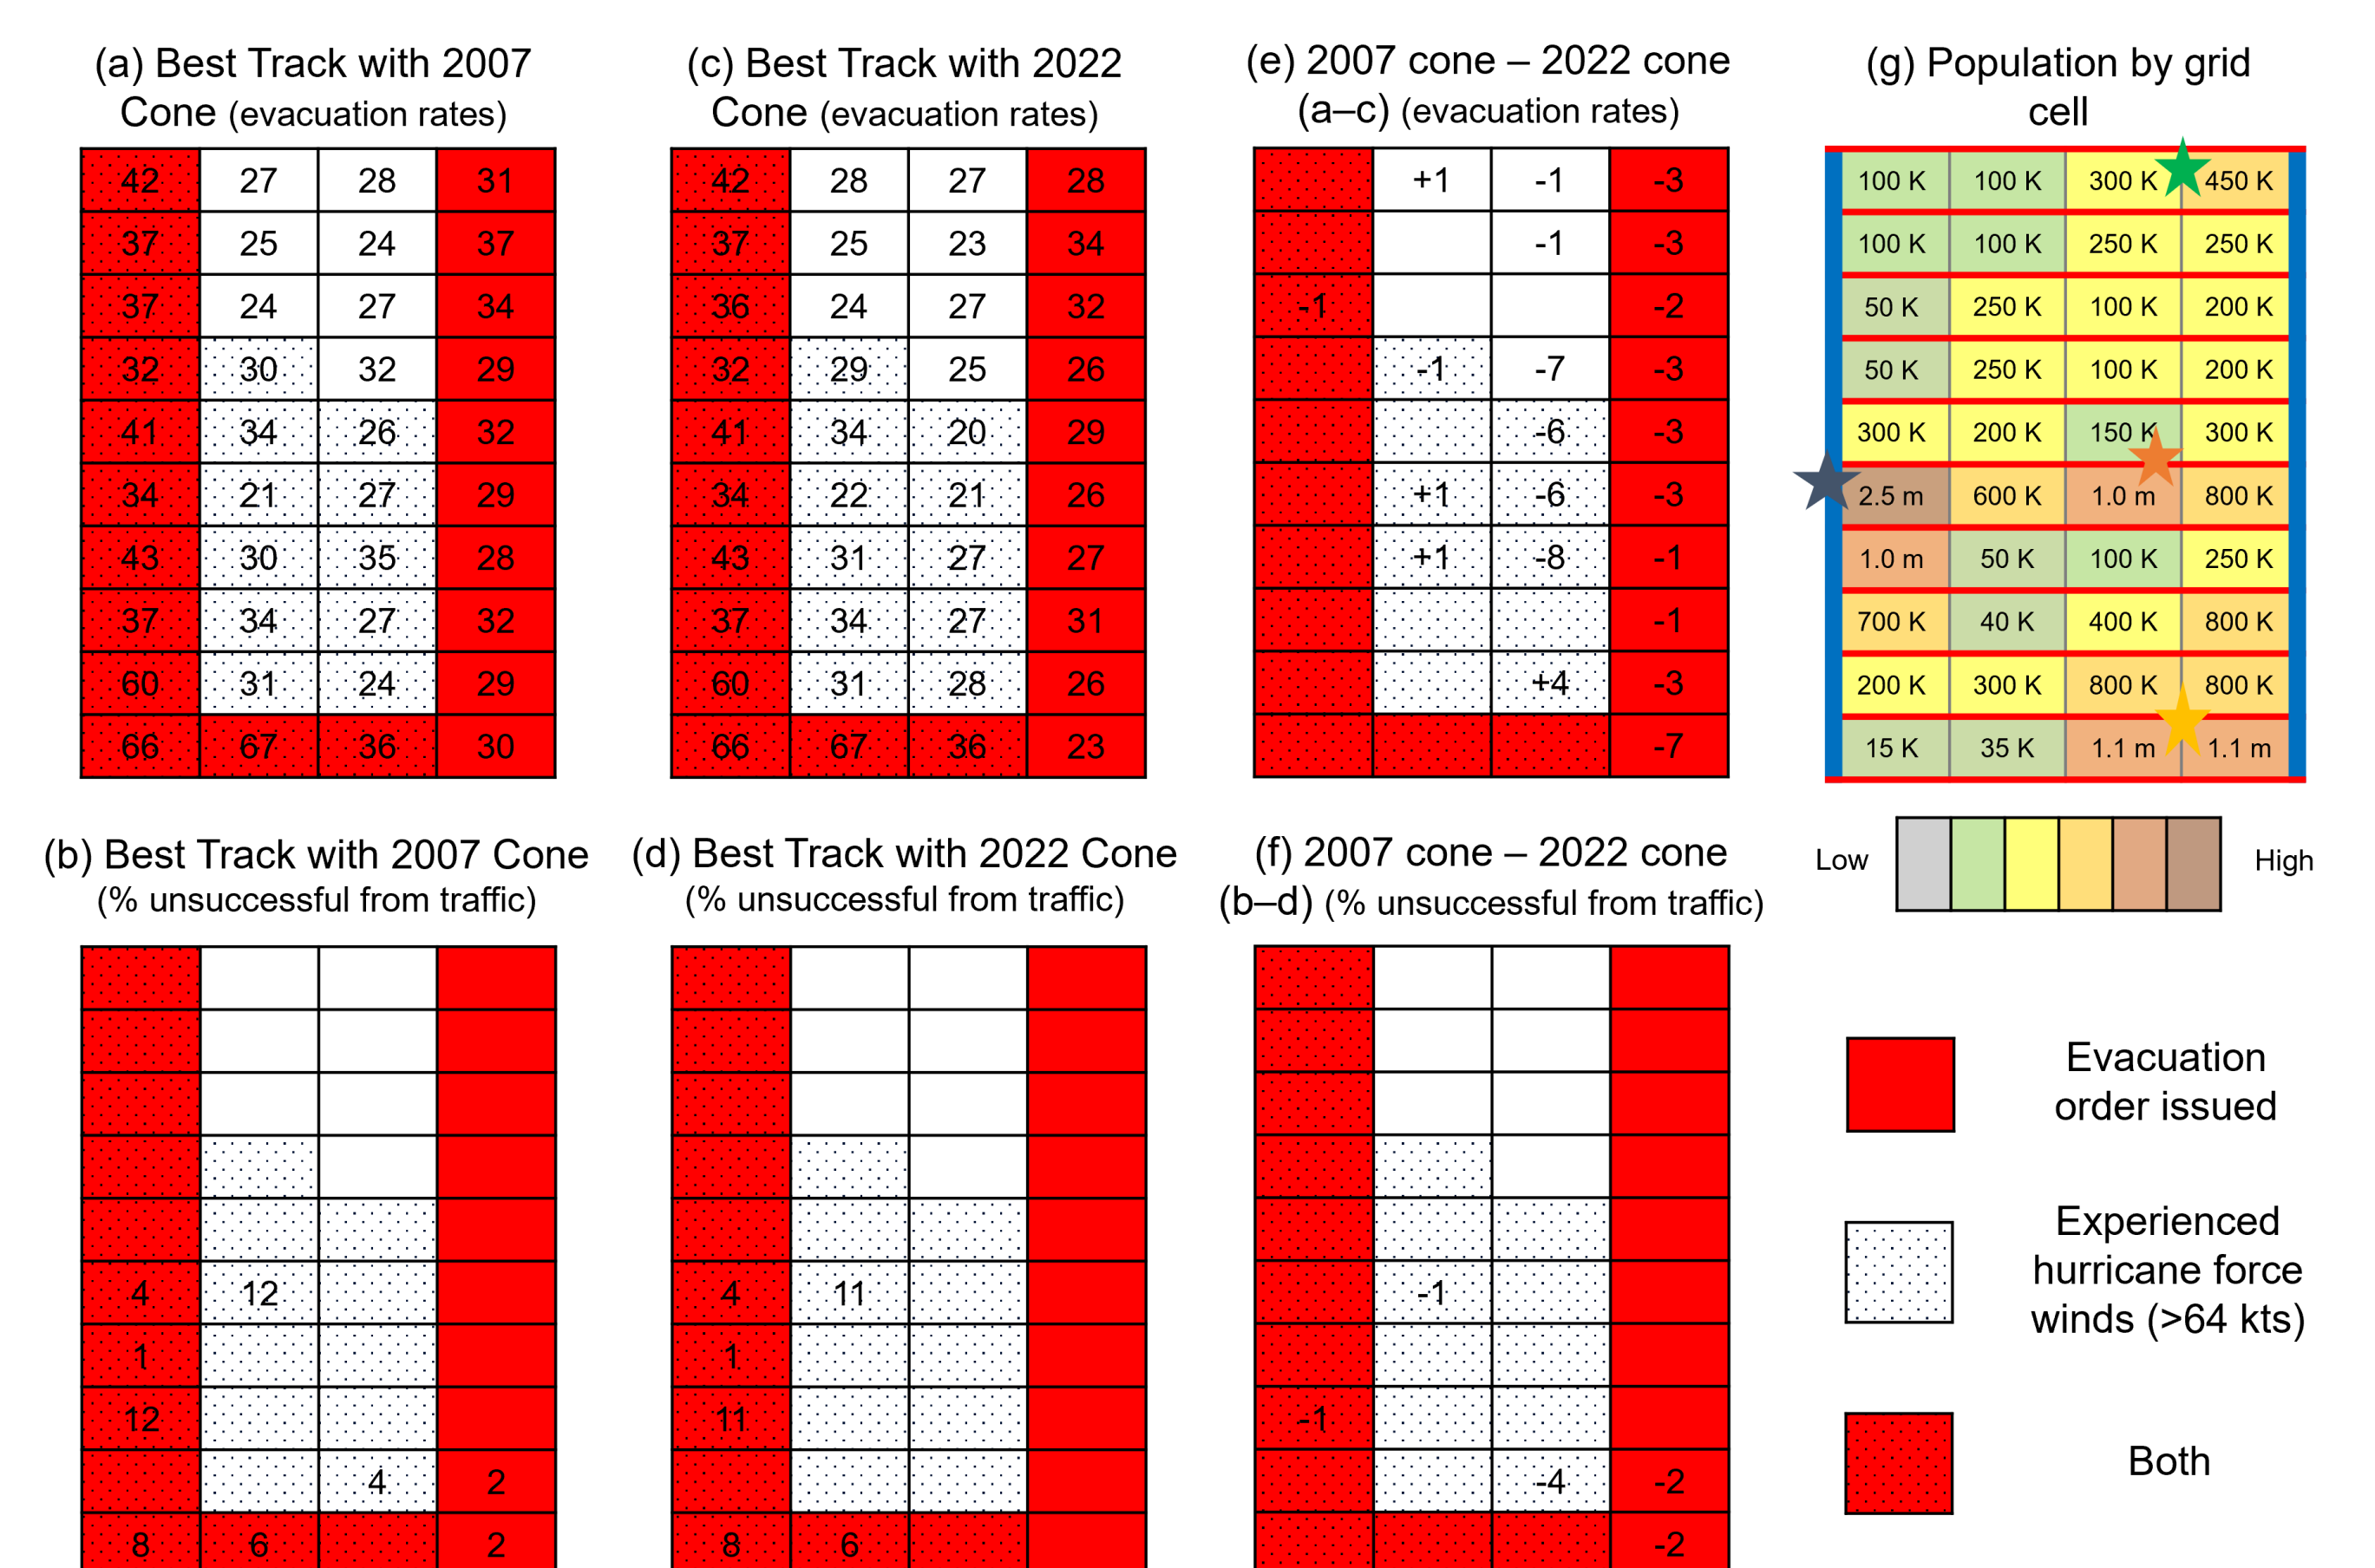 (a) Best Track with 2007
Cone (evacuation rates)
42 27 28 31
37 25 24 37
37 24 27 34
32 30 32 29
41 34 26 32
34 21 27 29
43 30 35 28
37 34 27 32
60 31 24 29
66 67 36 30
(c) Best Track with 2022
Cone (evacuation rates)
42 28 27 28
37 25 23 34
36 24 27 32
32 29 25 26
41 34 20 29
34 22 21 26
43 31 27 27
37 34 27 31
60 31 28 26
66 67 36 23
(e) 2007 cone – 2022 cone
(a–c) (evacuation rates)
+1 -1 -3
-1 -3
-1 -2
-1 -7 -3
-6 -3
+1 -6 -3
+1 -8 -1
-1
+4 -3
-7
(g) Population by grid
cell
100 K 100 K 300 K 450 K
100 K 100 K 250 K 250 K
50 K 250 K 100 K 200 K
50 K 250 K 100 K 200 K
300 K 200 K 150 K 300 K
2.5 m 600 K 1.0 m 800 K
1.0 m 50 K 100 K 250 K
700 K 40 K 400 K 800 K
200 K 300 K 800 K 800 K
15 K 35 K 1.1 m 1.1 m
Low High
(b) Best Track with 2007 Cone
(% unsuccessful from traffic)
4 12
1
12
4 2
8 6 2
(d) Best Track with 2022 Cone
(% unsuccessful from traffic)
4 11
1
11
8 6
(f) 2007 cone – 2022 cone
(b–d) (% unsuccessful from traffic)
-1
-1
-4 -2
-2
Evacuation
order issued
Experienced
hurricane force
winds (>64 kts)
Both